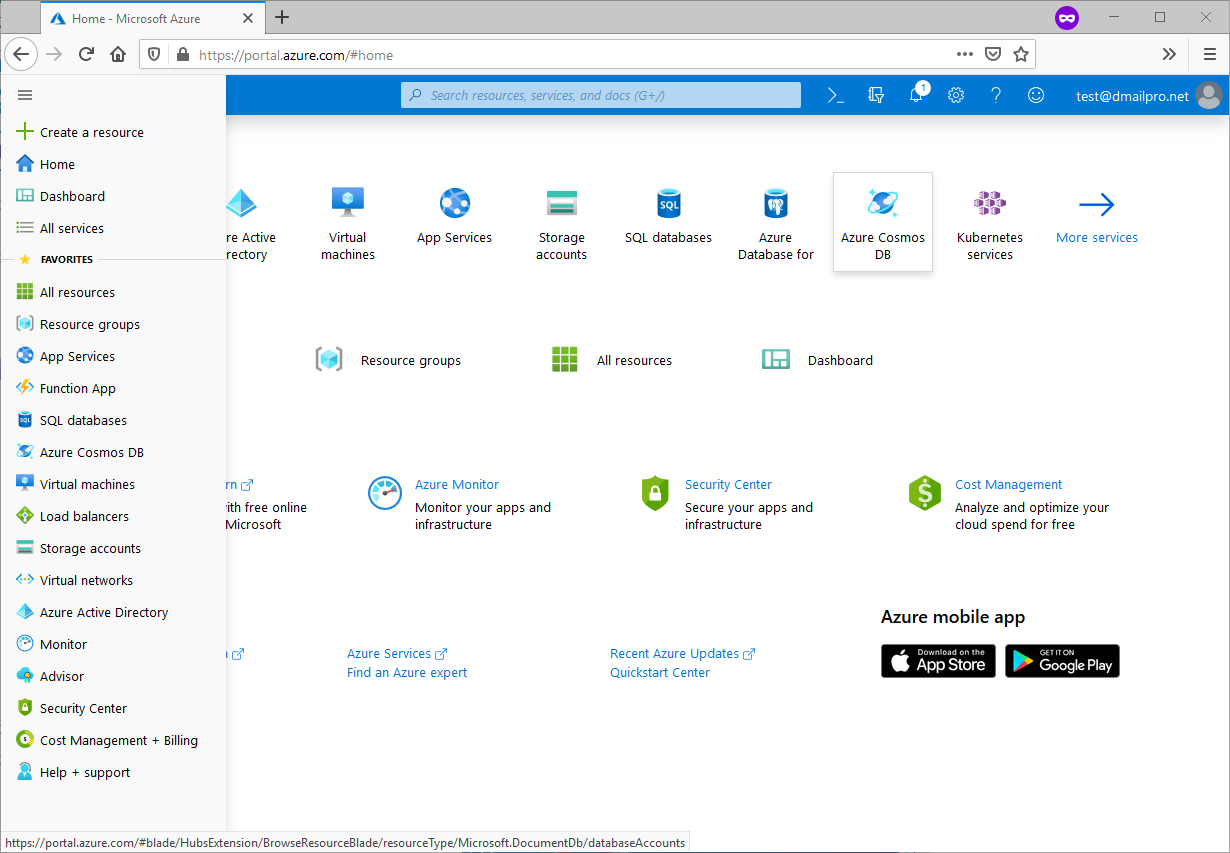 Home - Microsoft Azure
https://portal.azure.com/#home
Search resources, services, and docs (G+/)
1
test@dmailpro.net
Create a resource
Home
Dashboard
All services
FAVORITES
All resources
Resource groups
App Services
Function App
SQL databases
Azure Cosmos DB
Virtual machines
Load balancers
Storage accounts
Virtual networks
Azure Active Directory
Monitor
Advisor
Security Center
Cost Management + Billing
Help + support
re Active
rectory
Virtual
machines
App Services
Storage
accounts
SQL
SQL databases
Azure
Database for
Azure Cosmos
DB
Kubernetes
services
More services
Resource groups
All resources
Dashboard
rn
ith free online
Microsoft
Azure Monitor
Monitor your apps and
infrastructure
Security Center
Secure your apps and
infrastructure
Cost Management
Analyze and optimize your
cloud spend for free
Azure Services
Find an Azure expert
Recent Azure Updates
Quickstart Center
Azure mobile app
Download on the
App Store
GET IT ON
Google Play
https://portal.azure.com/#blade/HubsExtension/BrowseResourceBlade/resourceType/Microsoft.DocumentDb/databaseAccounts